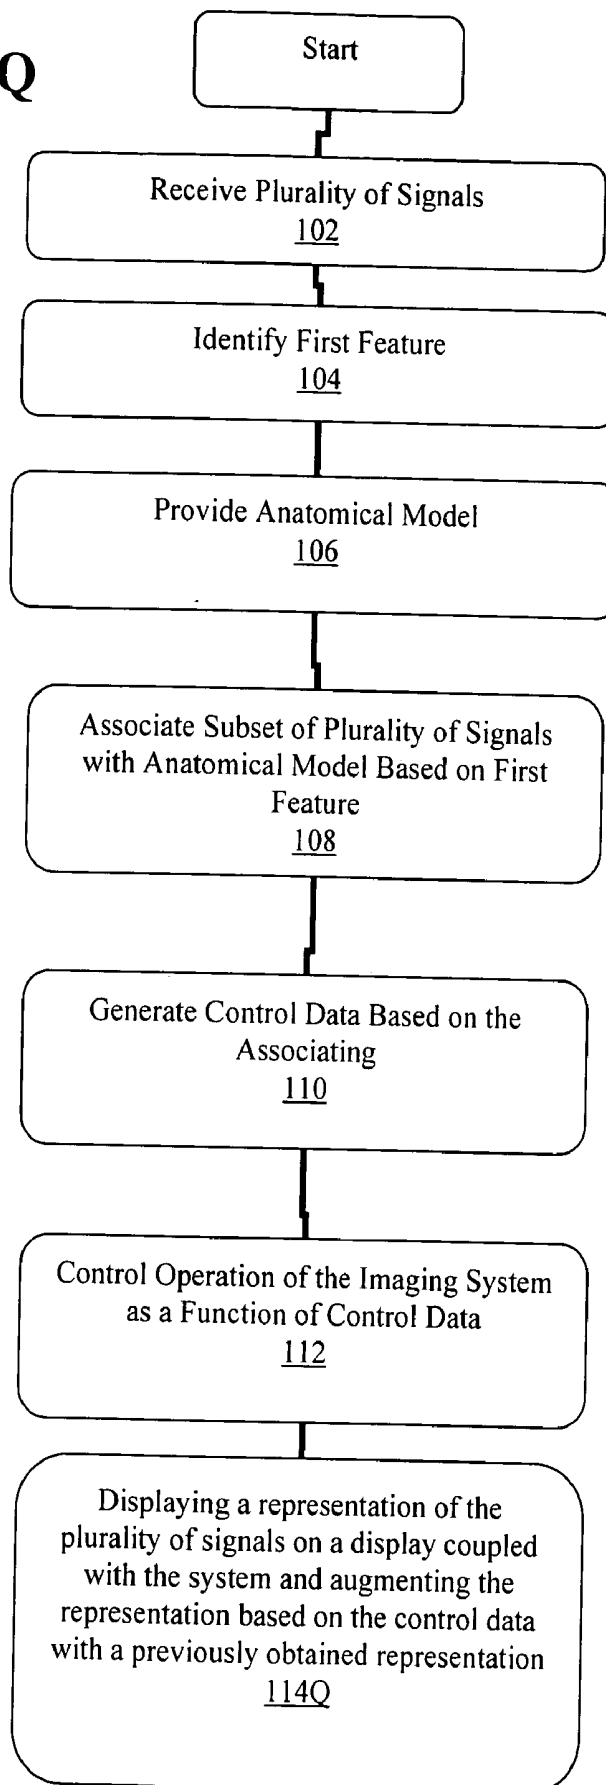 Q
Start
Receive Plurality of Signals
102
Identify First Feature
104
Provide Anatomical Model
106
Associate Subset of Plurality of Signals
with Anatomical Model Based on First
Feature
108
Generate Control Data Based on the
Associating
110
Control Operation of the Imaging System
as a Function of Control Data
112
Displaying a representation of the
plurality of signals on a display coupled
with the system and augmenting the
representation based on the control data
with a previously obtained representation
114Q